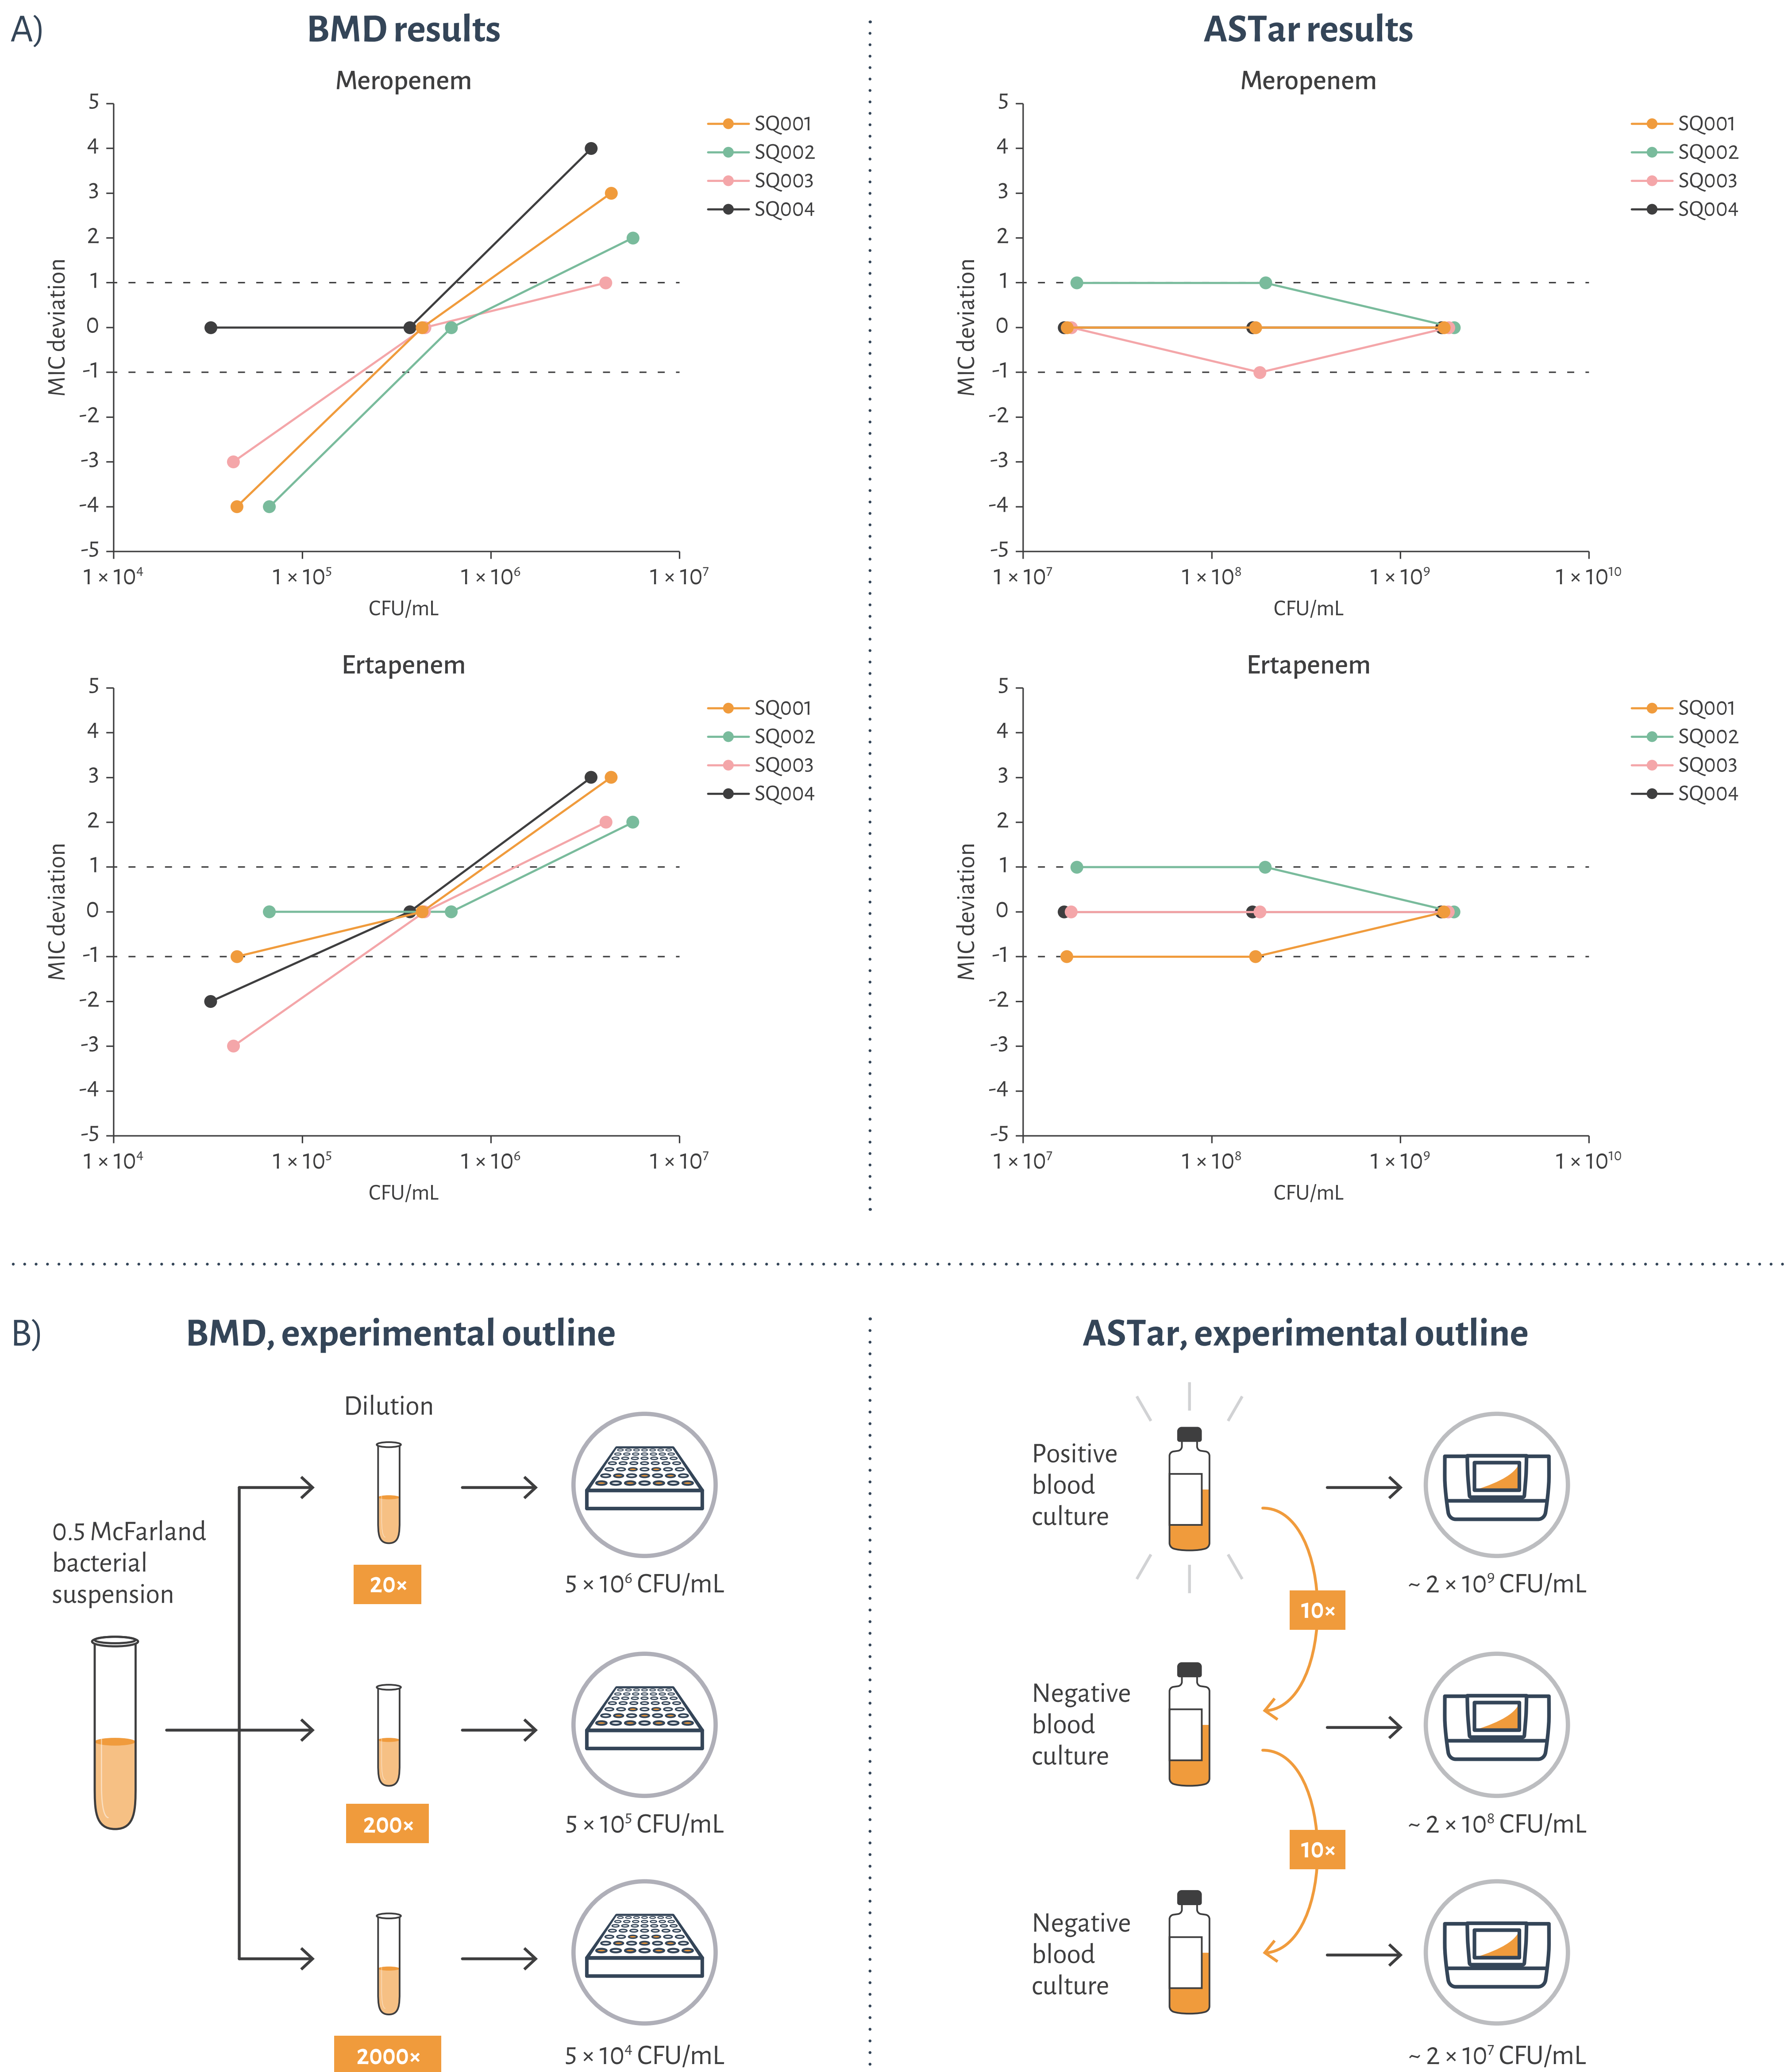 A)
BMD results
Meropenem
5
4
3
2
1
0
-1
-2
-3
-4
-5
MIC deviation
1 × 10⁴
1 × 10⁵
1 × 10⁶
1 × 10⁷
CFU/mL
SQ001
SQ002
SQ003
SQ004
Ertapenem
5
4
3
2
1
0
-1
-2
-3
-4
-5
MIC deviation
1 × 10⁴
1 × 10⁵
1 × 10⁶
1 × 10⁷
CFU/mL
SQ001
SQ002
SQ003
SQ004
ASTar results
Meropenem
5
4
3
2
1
0
-1
-2
-3
-4
-5
MIC deviation
1 × 10⁷
1 × 10⁸
1 × 10⁹
1 × 10¹⁰
CFU/mL
SQ001
SQ002
SQ003
SQ004
Ertapenem
5
4
3
2
1
0
-1
-2
-3
-4
-5
MIC deviation
1 × 10⁷
1 × 10⁸
1 × 10⁹
1 × 10¹⁰
CFU/mL
SQ001
SQ002
SQ003
SQ004
B)
BMD, experimental outline
Dilution
0.5 McFarland
bacterial
suspension
20×
5 × 10⁶ CFU/mL
200×
5 × 10⁵ CFU/mL
2000×
5 × 10⁴ CFU/mL
ASTar, experimental outline
Positive
blood
culture
~ 2 × 10⁹ CFU/mL
10×
Negative
blood
culture
~ 2 × 10⁸ CFU/mL
10×
Negative
blood
culture
~ 2 × 10⁷ CFU/mL